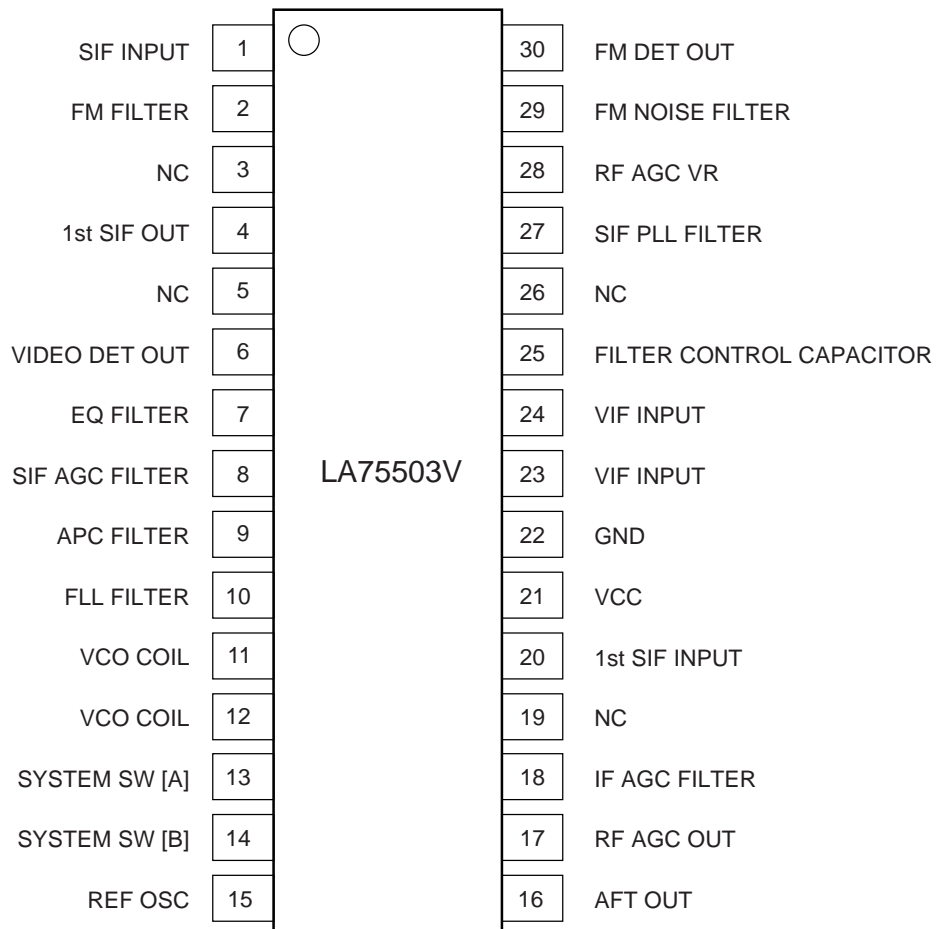 SIF INPUT 1 30 FM DET OUT
FM FILTER 2 29 FM NOISE FILTER
NC 3 28 RF AGC VR
1st SIF OUT 4 27 SIF PLL FILTER
NC 5 26 NC
VIDEO DET OUT 6 25 FILTER CONTROL CAPACITOR
EQ FILTER 7 24 VIF INPUT
SIF AGC FILTER 8 LA75503V 23 VIF INPUT
APC FILTER 9 22 GND
FLL FILTER 10 21 VCC
VCO COIL 11 20 1st SIF INPUT
VCO COIL 12 19 NC
SYSTEM SW [A] 13 18 IF AGC FILTER
SYSTEM SW [B] 14 17 RF AGC OUT
REF OSC 15 16 AFT OUT